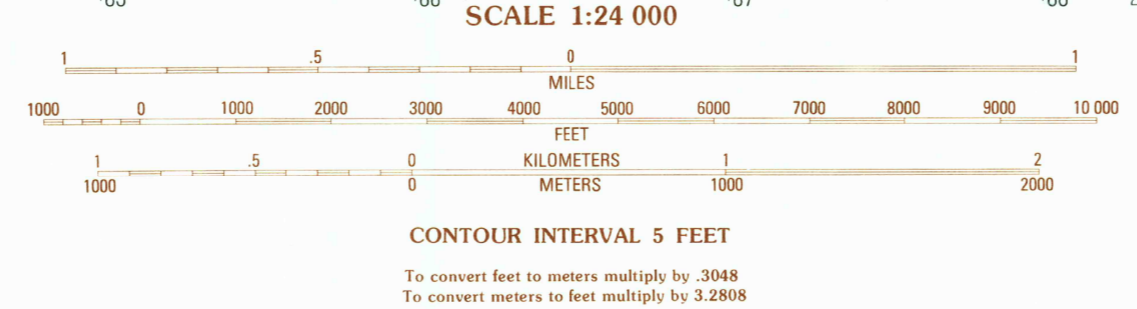 SCALE 1:24 000
1 .5 0 1
MILES
1000 0 1000 2000 3000 4000 5000 6000 7000 8000 9000 10 000
FEET
1 .5 0 KILOMETERS 1 2
1000 0 METERS 1000 2000
CONTOUR INTERVAL 5 FEET
To convert feet to meters multiply by .3048
To convert meters to feet multiply by 3.2808